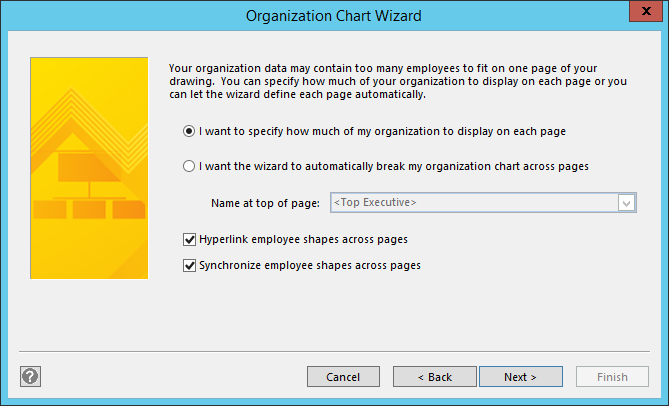 Organization Chart Wizard
x
Your organization data may contain too many employees to fit on one page of your
drawing.  You can specify how much of your organization to display on each page or you
can let the wizard define each page automatically.
I want to specify how much of my organization to display on each page
I want the wizard to automatically break my organization chart across pages
Name at top of page: <Top Executive>
Hyperlink employee shapes across pages
Synchronize employee shapes across pages
? Cancel < Back Next > Finish